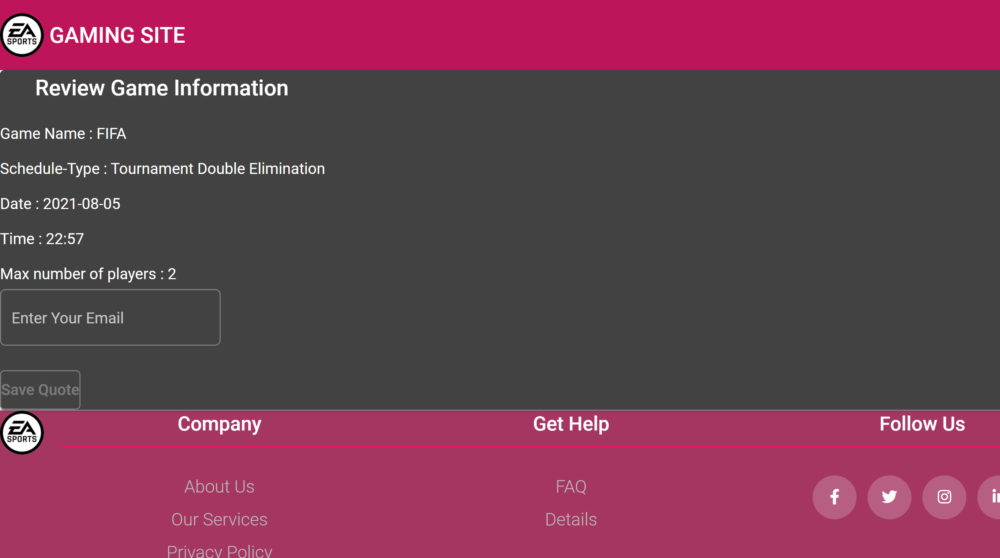 EA
SPORTS
GAMING SITE
Review Game Information
Game Name : FIFA
Schedule-Type : Tournament Double Elimination
Date : 2021-08-05
Time : 22:57
Max number of players : 2
Enter Your Email
Save Quote
EA
SPORTS
Company
Get Help
Follow Us
About Us
FAQ
Our Services
Details
Privacy Policy